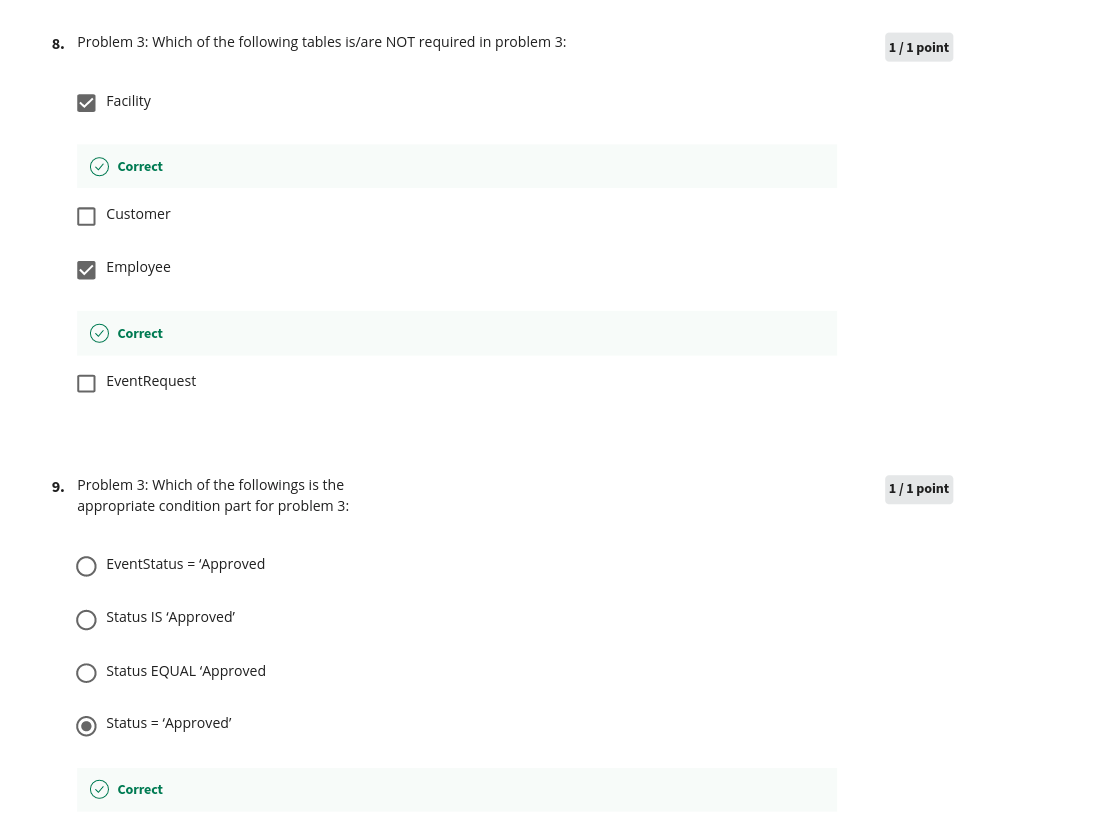 8. Problem 3: Which of the following tables is/are NOT required in problem 3:
1 / 1 point
Facility
Correct
Customer
Employee
Correct
EventRequest
9. Problem 3: Which of the followings is the
appropriate condition part for problem 3:
1 / 1 point
EventStatus = ‘Approved
Status IS ‘Approved’
Status EQUAL ‘Approved
Status = ‘Approved’
Correct